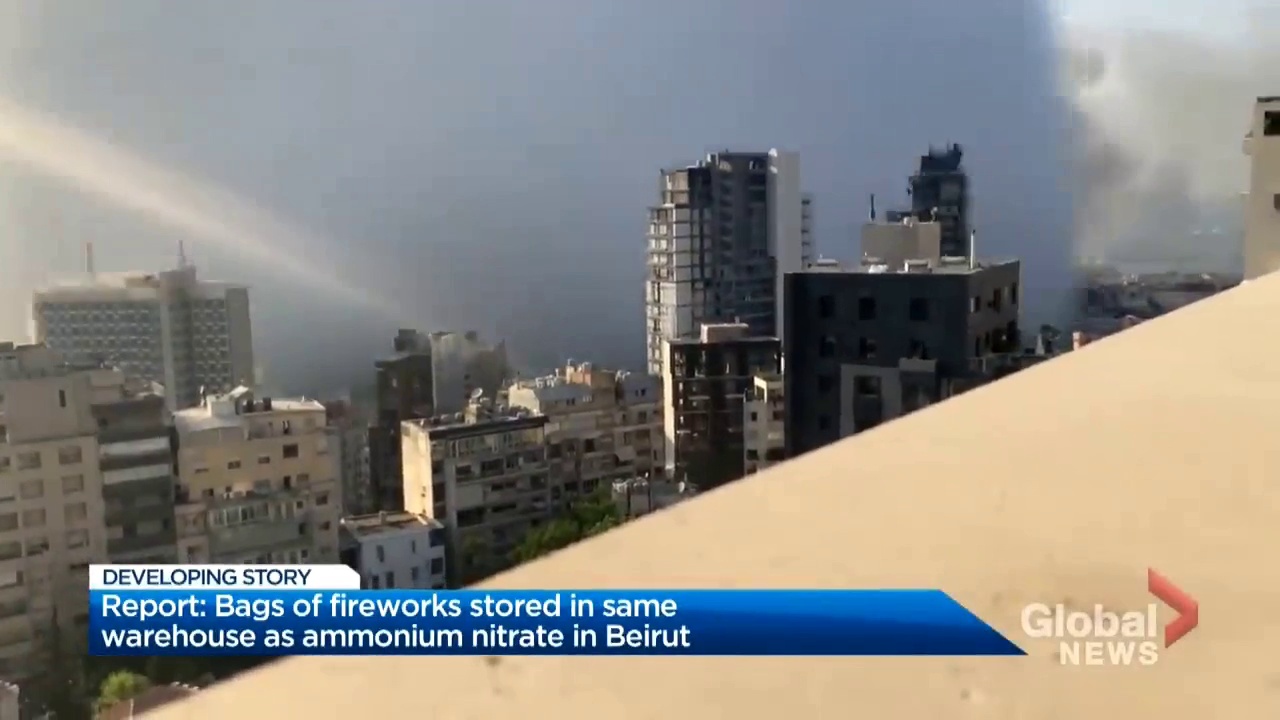 DEVELOPING STORY
Report: Bags of fireworks stored in same
warehouse as ammonium nitrate in Beirut
Global
NEWS